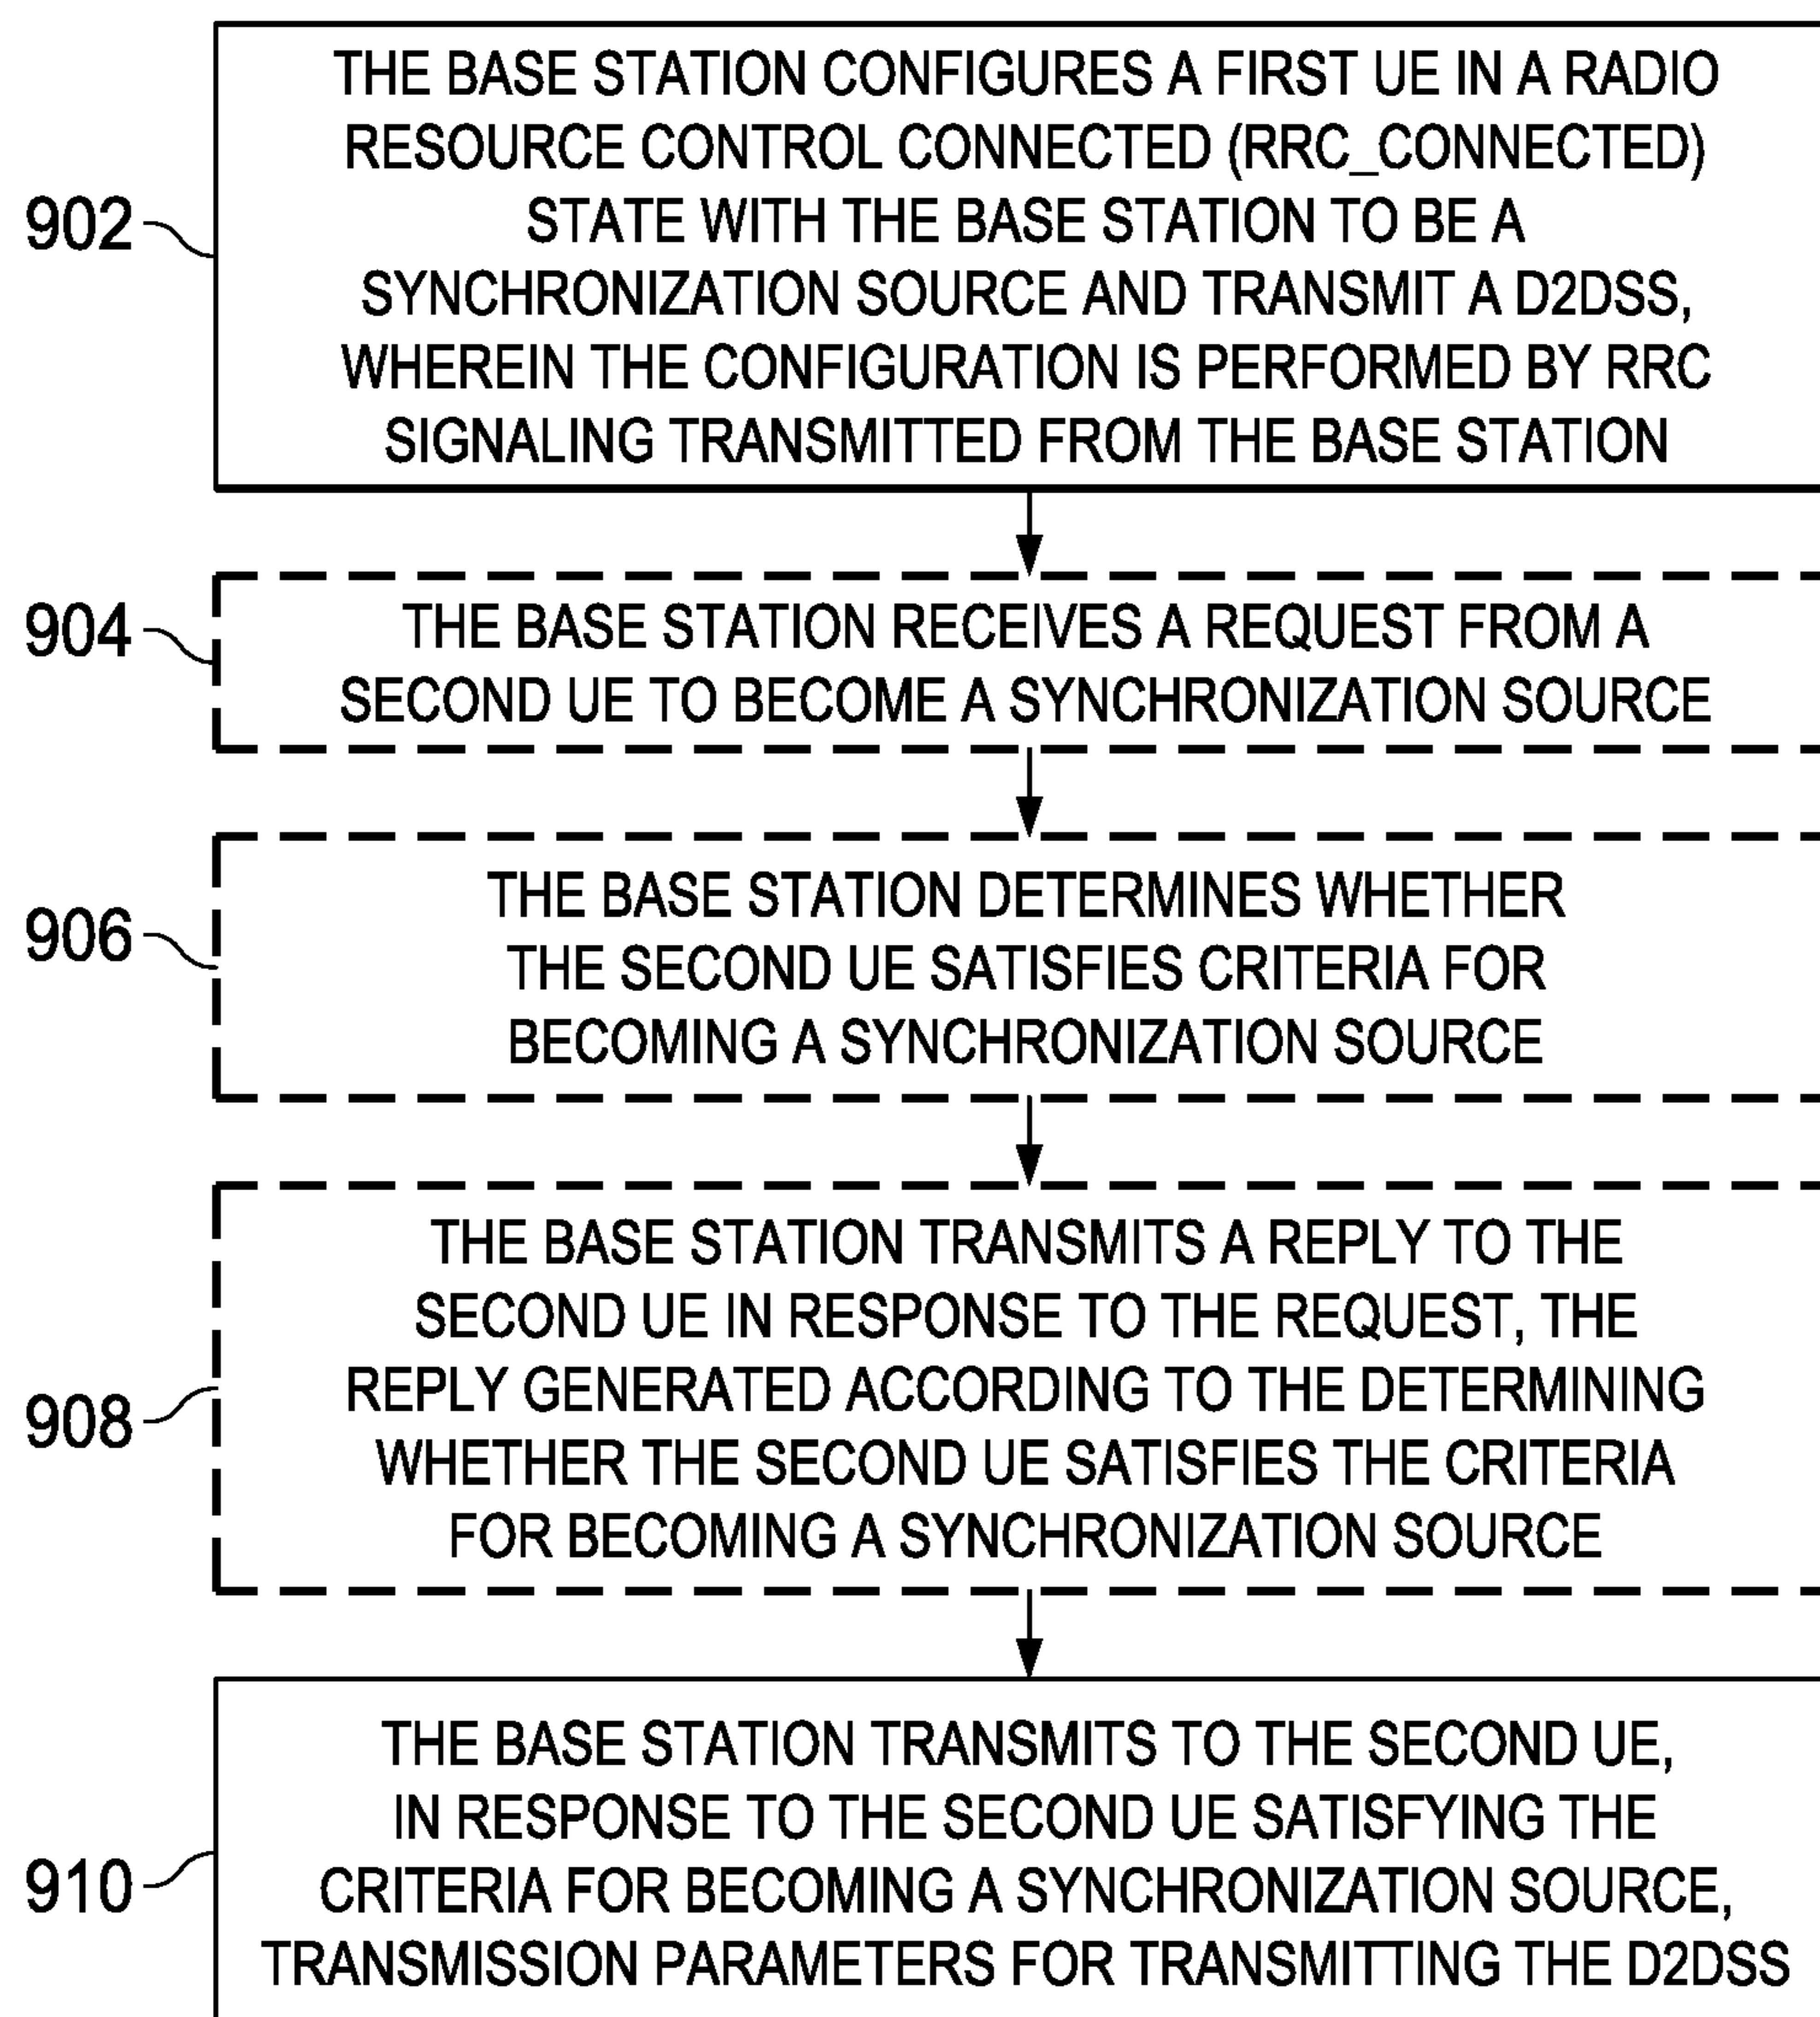 THE BASE STATION CONFIGURES A FIRST UE IN A RADIO
RESOURCE CONTROL CONNECTED (RRC_CONNECTED)
STATE WITH THE BASE STATION TO BE A
SYNCHRONIZATION SOURCE AND TRANSMIT A D2DSS,
WHEREIN THE CONFIGURATION IS PERFORMED BY RRC
SIGNALING TRANSMITTED FROM THE BASE STATION
902
THE BASE STATION RECEIVES A REQUEST FROM A
SECOND UE TO BECOME A SYNCHRONIZATION SOURCE
904
THE BASE STATION DETERMINES WHETHER
THE SECOND UE SATISFIES CRITERIA FOR
BECOMING A SYNCHRONIZATION SOURCE
906
THE BASE STATION TRANSMITS A REPLY TO THE
SECOND UE IN RESPONSE TO THE REQUEST, THE
REPLY GENERATED ACCORDING TO THE DETERMINING
WHETHER THE SECOND UE SATISFIES THE CRITERIA
FOR BECOMING A SYNCHRONIZATION SOURCE
908
THE BASE STATION TRANSMITS TO THE SECOND UE,
IN RESPONSE TO THE SECOND UE SATISFYING THE
CRITERIA FOR BECOMING A SYNCHRONIZATION SOURCE,
TRANSMISSION PARAMETERS FOR TRANSMITTING THE D2DSS
910